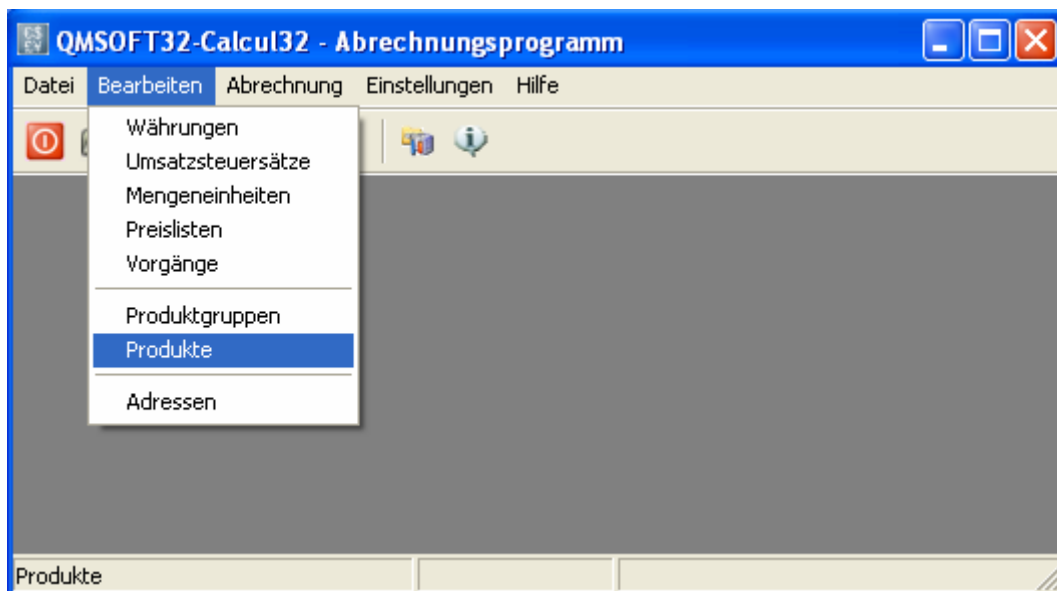 QMSOFT32-Calcul32 - Abrechnungsprogramm
Datei Bearbeiten Abrechnung Einstellungen Hilfe
Währungen
Umsatzsteuersätze
Mengeneinheiten
Preislisten
Vorgänge
Produktgruppen
Produkte
Adressen
Produkte